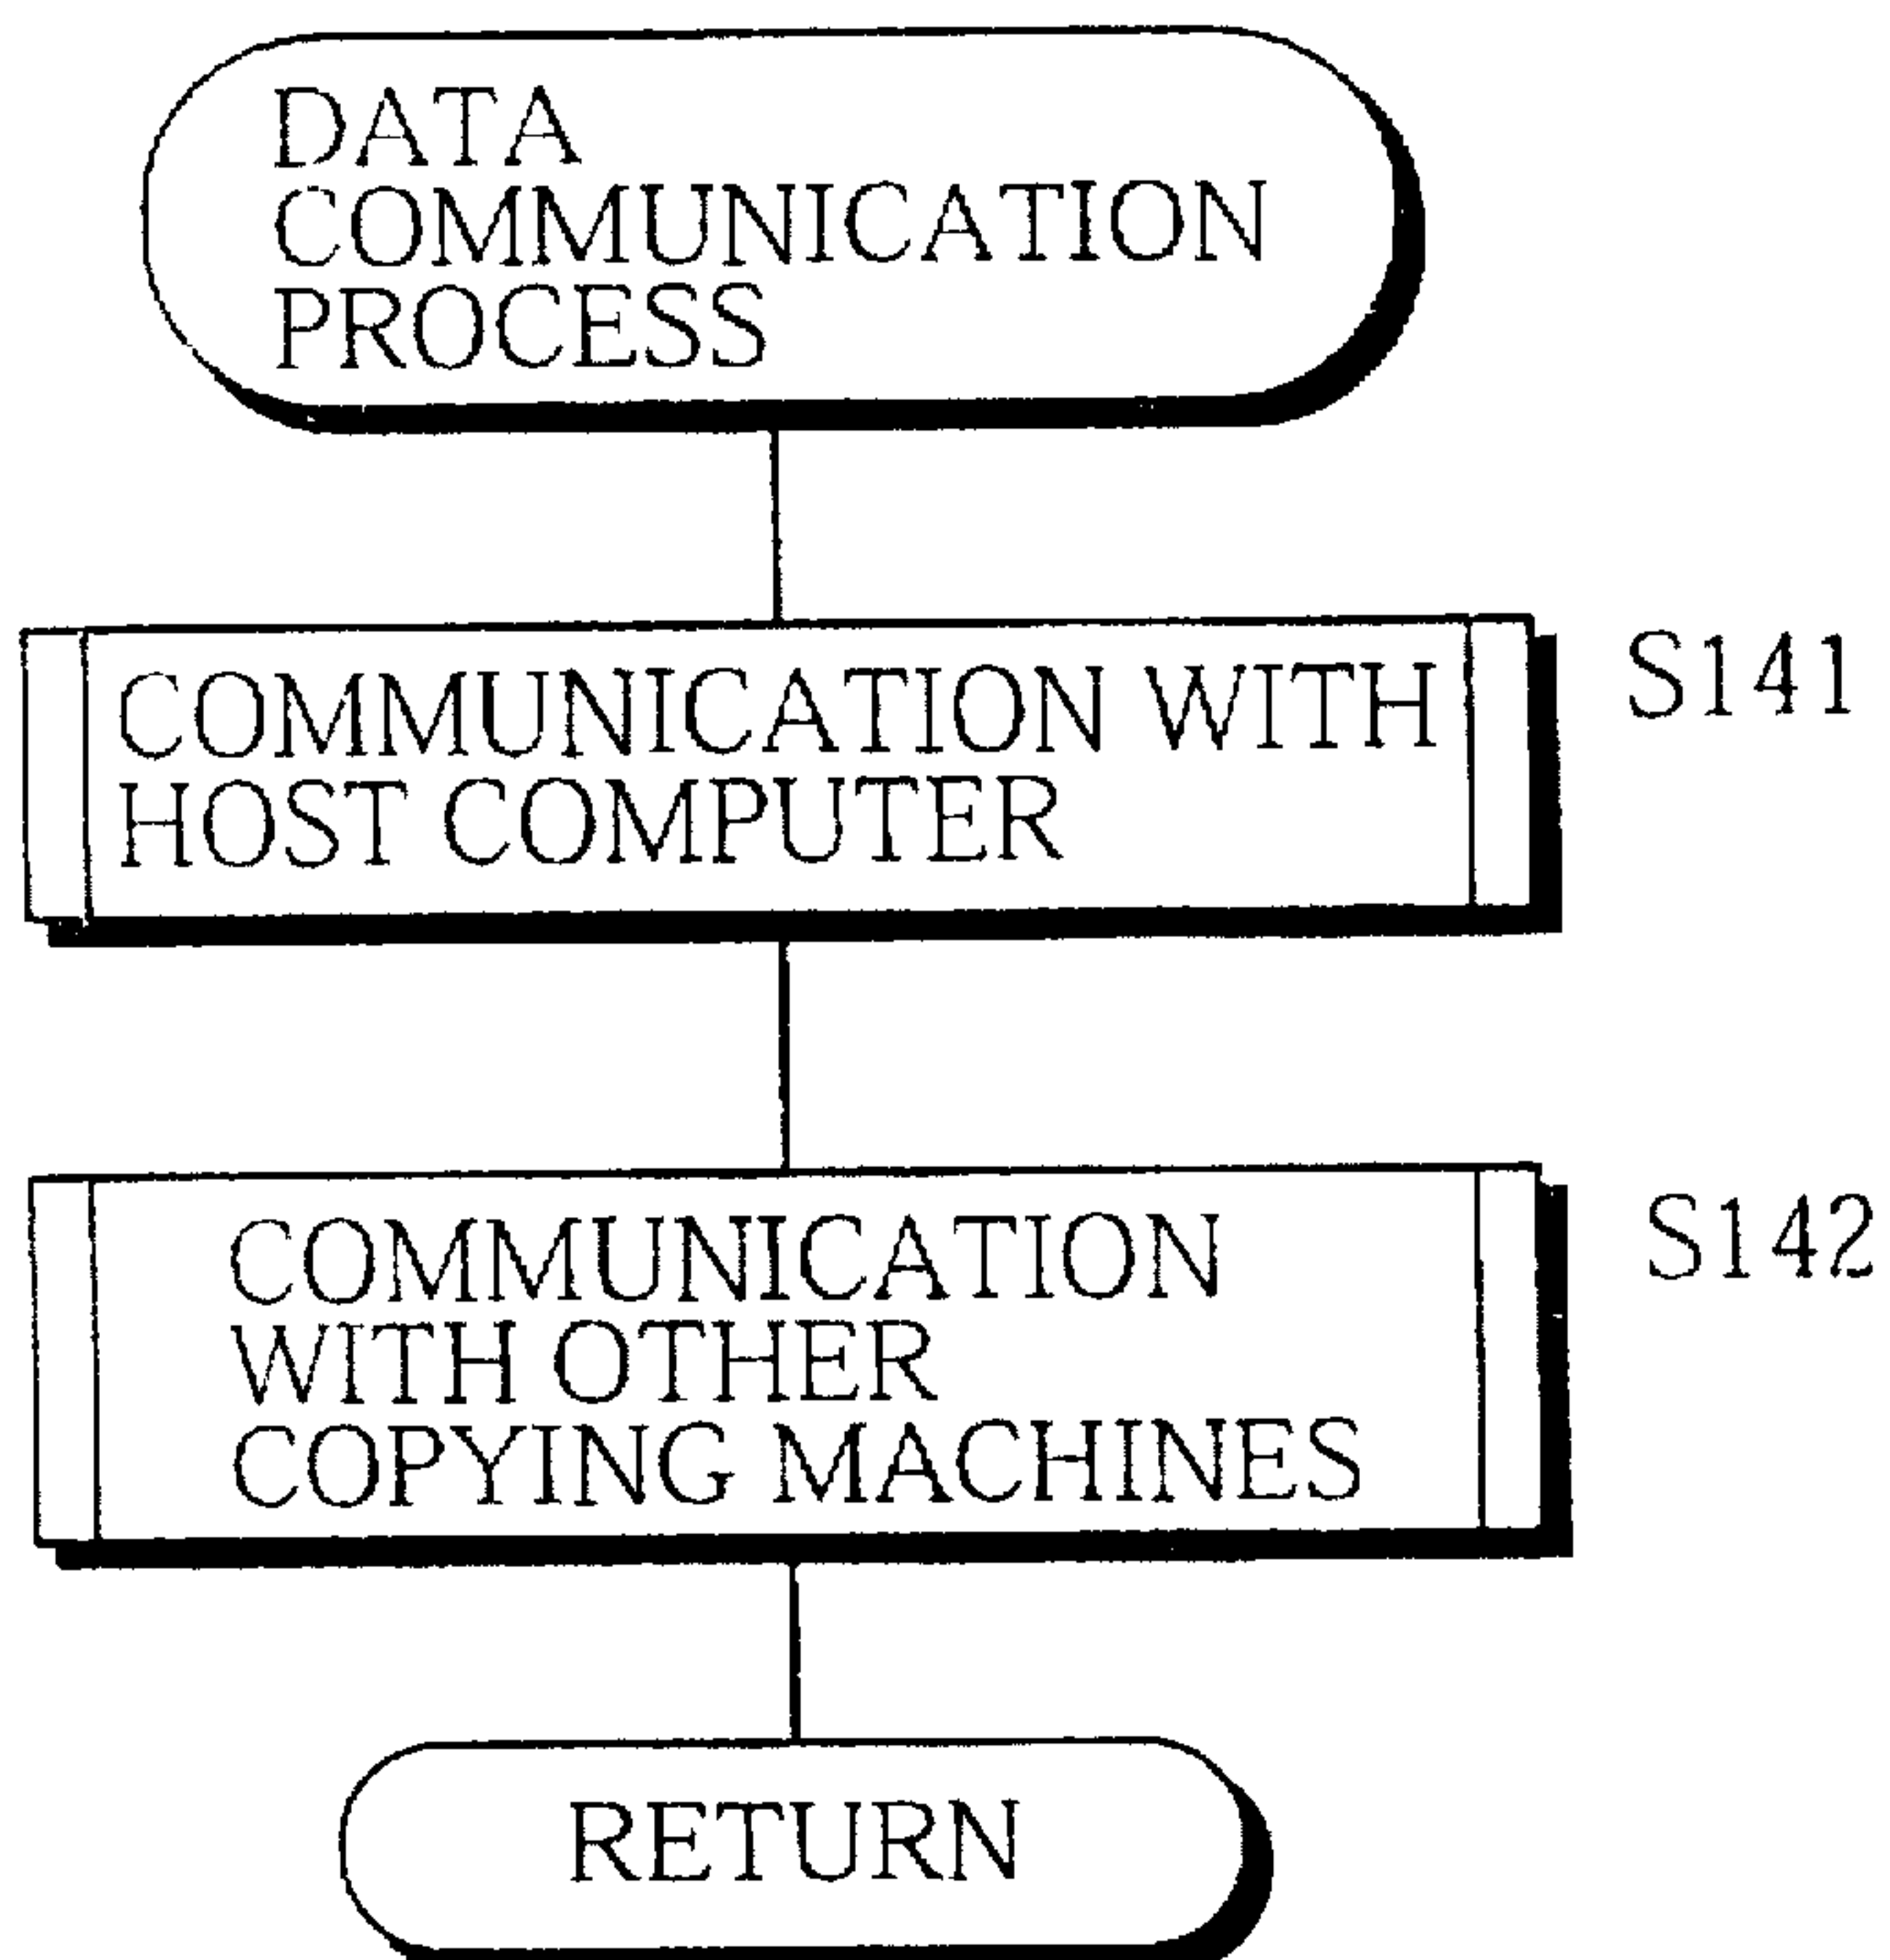 DATA
COMMUNICATION
PROCESS
COMMUNICATION WITH
HOST COMPUTER
S141
COMMUNICATION
WITH OTHER
COPYING MACHINES
S142
RETURN